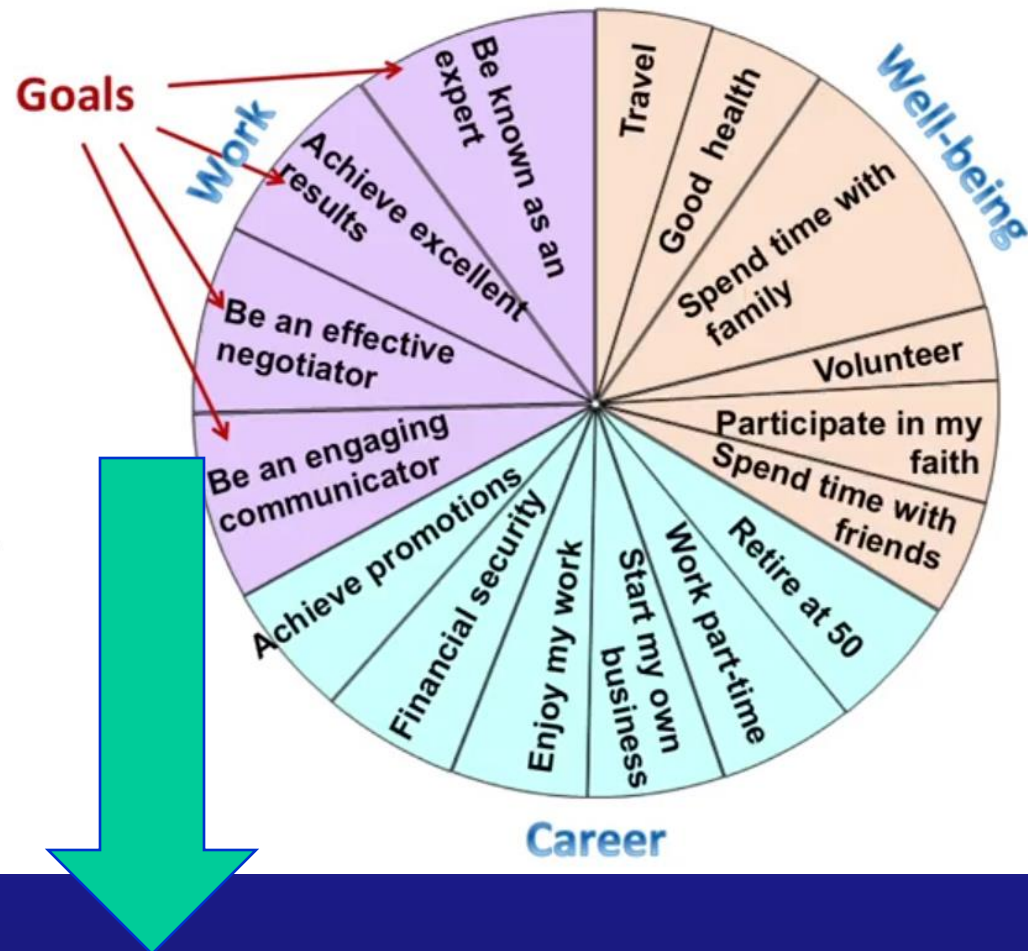 Goals
Work
Be known as an
expert
Achieve excellent
results
Be an effective
negotiator
Be an engaging
communicator
Well-being
Travel
Good health
Spend time with
family
Volunteer
Participate in my
faith
Spend time with
friends
Retire at 50
Work part-time
Start my own
business
Enjoy my work
Financial security
Achieve promotions
Career